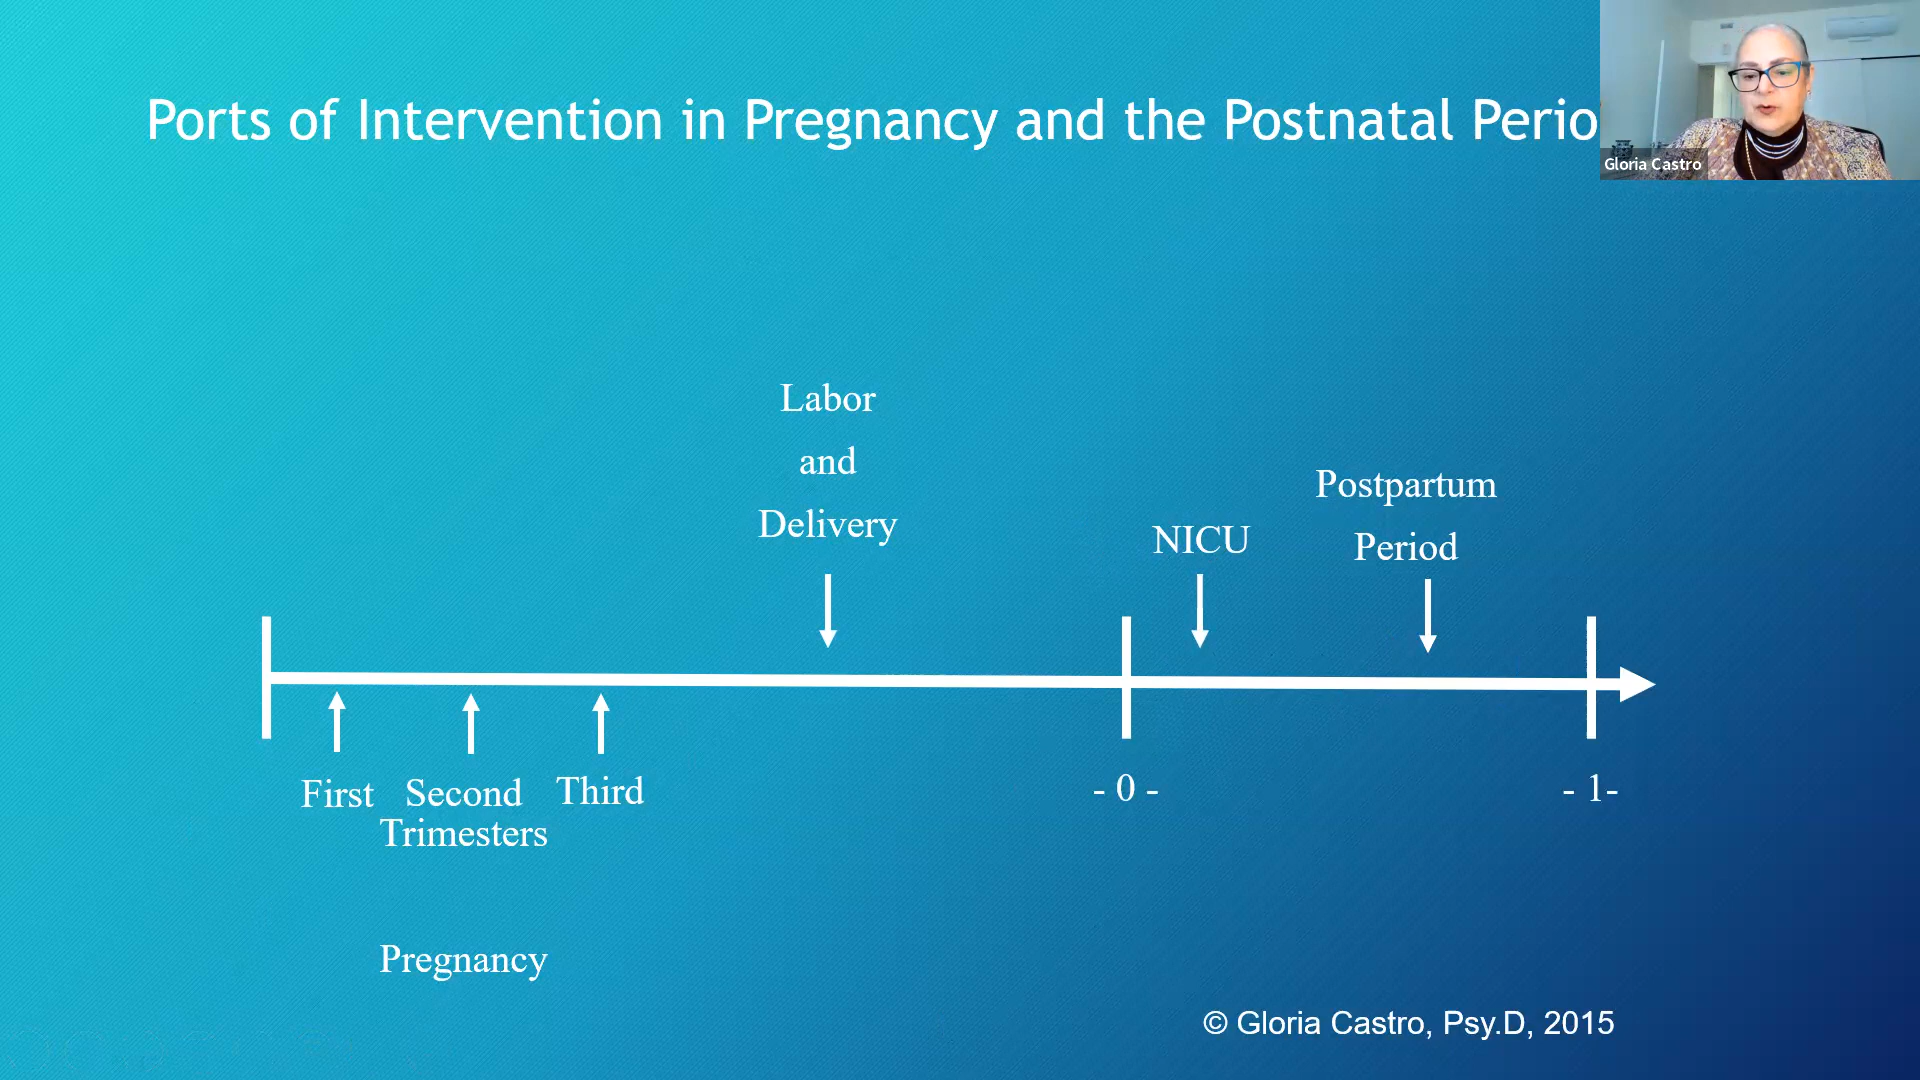 Ports of Intervention in Pregnancy and the Postnatal Perio
Gloria Castro
Labor
and
Delivery
NICU
Postpartum
Period
First Second Third
Trimesters
- 0 -
- 1-
Pregnancy
© Gloria Castro, Psy.D, 2015